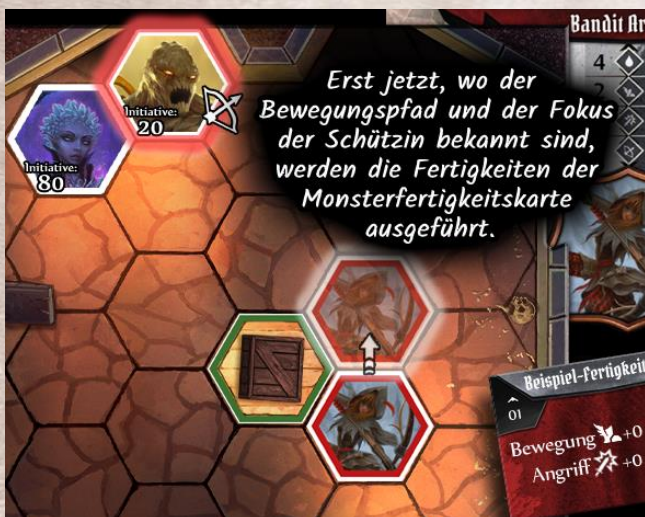 Bandit Ar
4
2
Initiative:
20
Initiative:
80
Erst jetzt, wo der
Bewegungspfad und der Fokus
der Schützin bekannt sind,
werden die Fertigkeiten der
Monsterfertigkeitskarte
ausgeführt.
Beispiel-Fertigkeit
01
Bewegung +0
Angriff +0